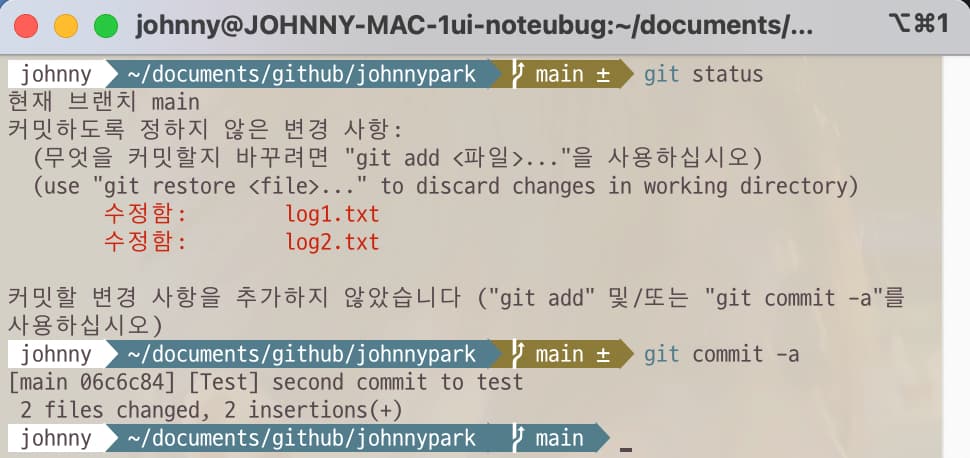 johnny@JOHNNY-MAC-1ui-noteubug:~/documents/... ⌥⌘1
johnny ~/documents/github/johnnypark main ± git status
현재 브랜치 main
커밋하도록 정하지 않은 변경 사항:
(무엇을 커밋할지 바꾸려면 "git add <파일>..."을 사용하십시오)
(use "git restore <file>..." to discard changes in working directory)
수정함: log1.txt
수정함: log2.txt
커밋할 변경 사항을 추가하지 않았습니다 ("git add" 및/또는 "git commit -a"를
사용하십시오)
johnny ~/documents/github/johnnypark main ± git commit -a
[main 06c6c84] [Test] second commit to test
2 files changed, 2 insertions(+)
johnny ~/documents/github/johnnypark main